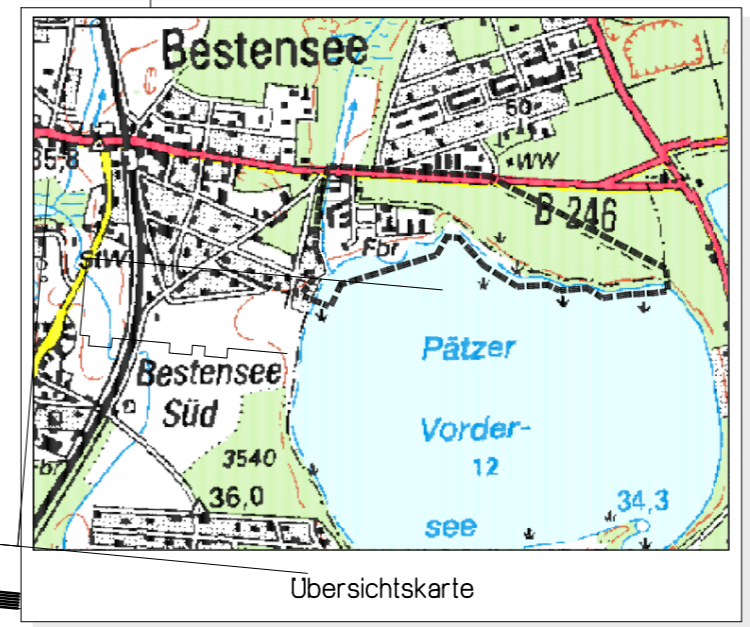 Bestensee
50
WW
35,8
B 246
Fbr
StW
Pätzer
Bestensee
Süd
Vorder-
12
3540
36,0
34,3
see
Übersichtskarte